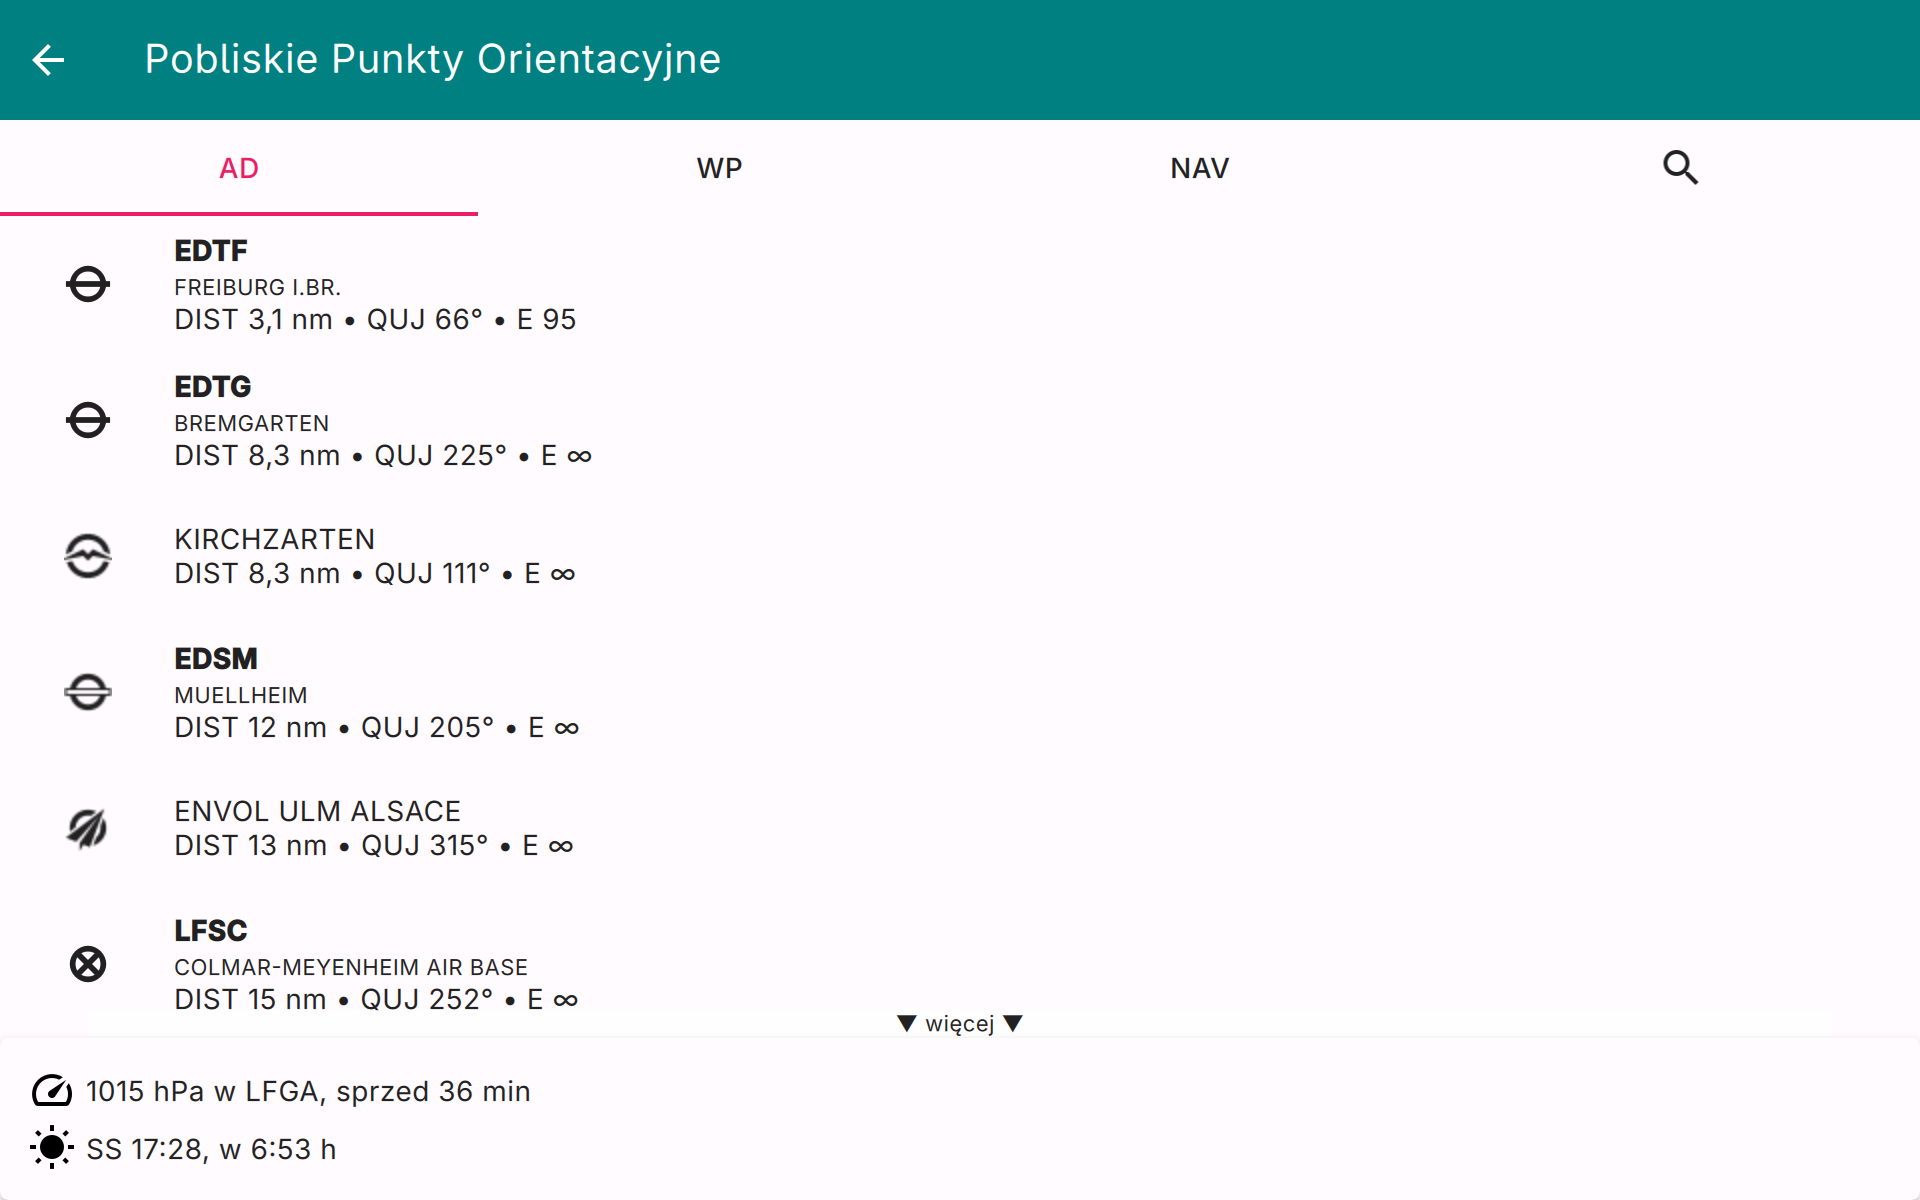 Pobliskie Punkty Orientacyjne
AD
WP
NAV
EDTF
FREIBURG I.BR.
DIST 3,1 nm • QUJ 66° • E 95
EDTG
BREMGARTEN
DIST 8,3 nm • QUJ 225° • E ∞
KIRCHZARTEN
DIST 8,3 nm • QUJ 111° • E ∞
EDSM
MUELLHEIM
DIST 12 nm • QUJ 205° • E ∞
ENVOL ULM ALSACE
DIST 13 nm • QUJ 315° • E ∞
LFSC
COLMAR-MEYENHEIM AIR BASE
DIST 15 nm • QUJ 252° • E ∞
▼ więcej ▼
1015 hPa w LFGA, sprzed 36 min
SS 17:28, w 6:53 h